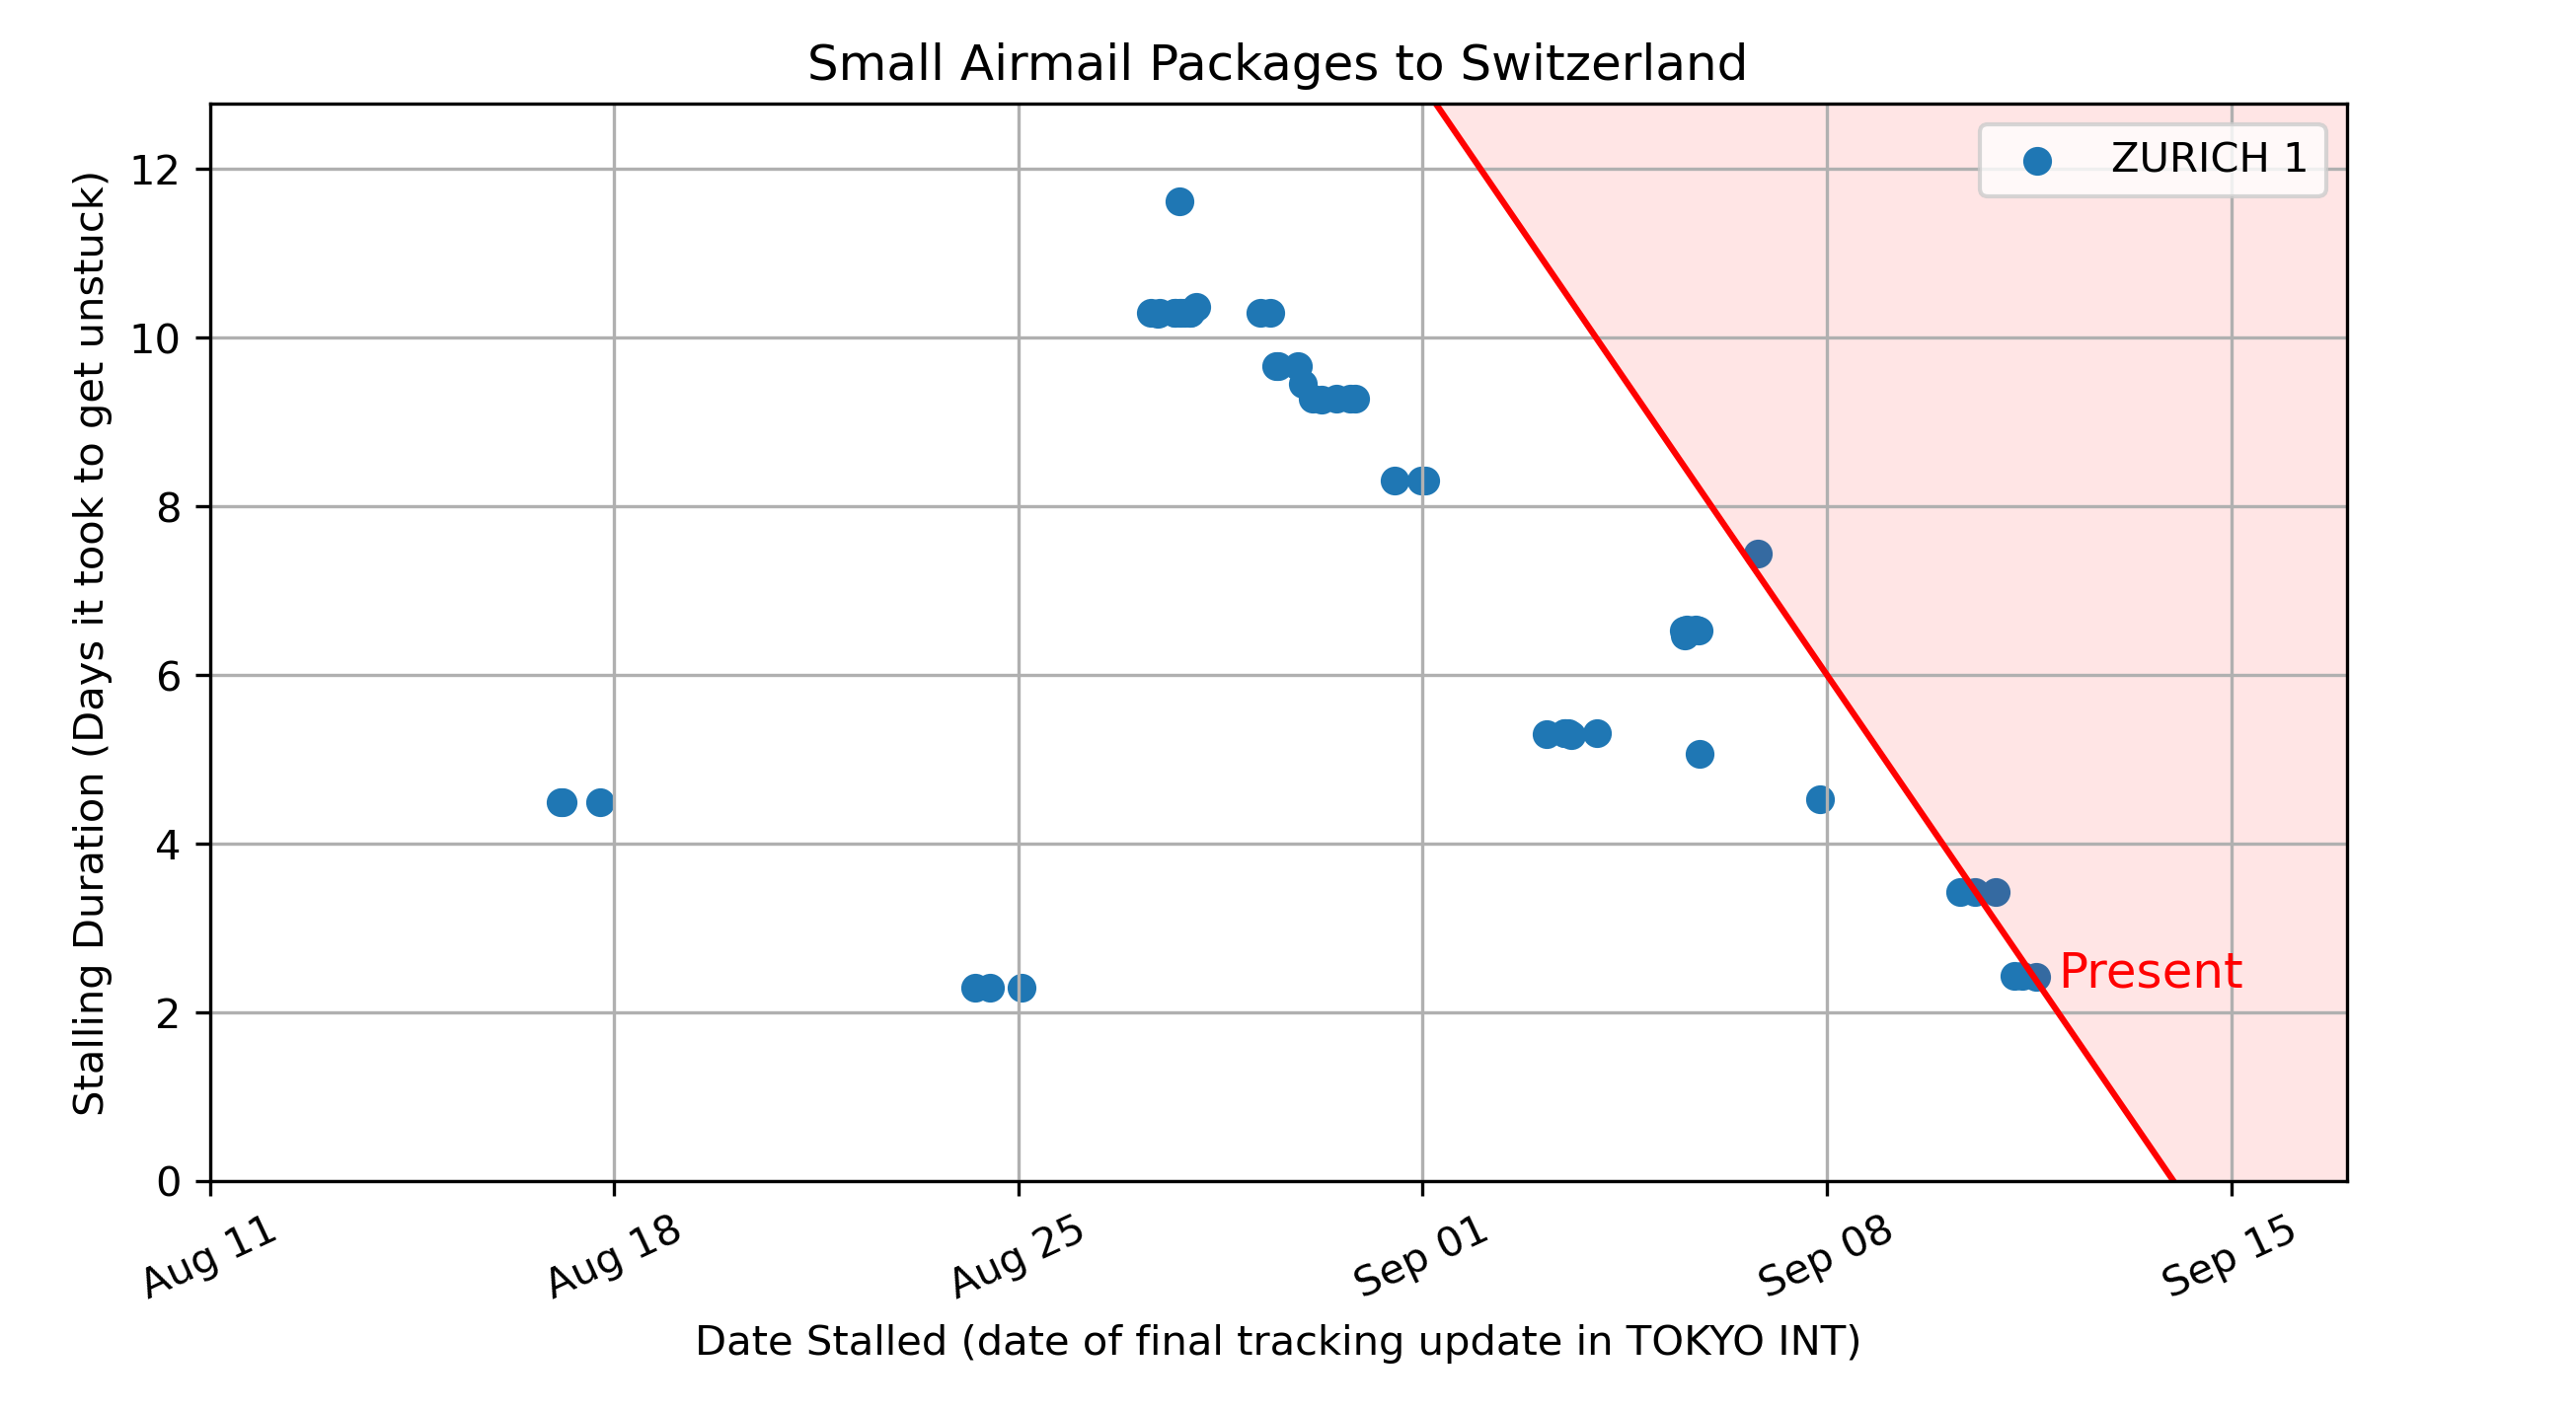 Small Airmail Packages to Switzerland
ZURICH 1
Stalling Duration (Days it took to get unstuck)
12
10
8
6
4
2
0
Present
Aug 11
Aug 18
Aug 25
Sep 01
Sep 08
Sep 15
Date Stalled (date of final tracking update in TOKYO INT)